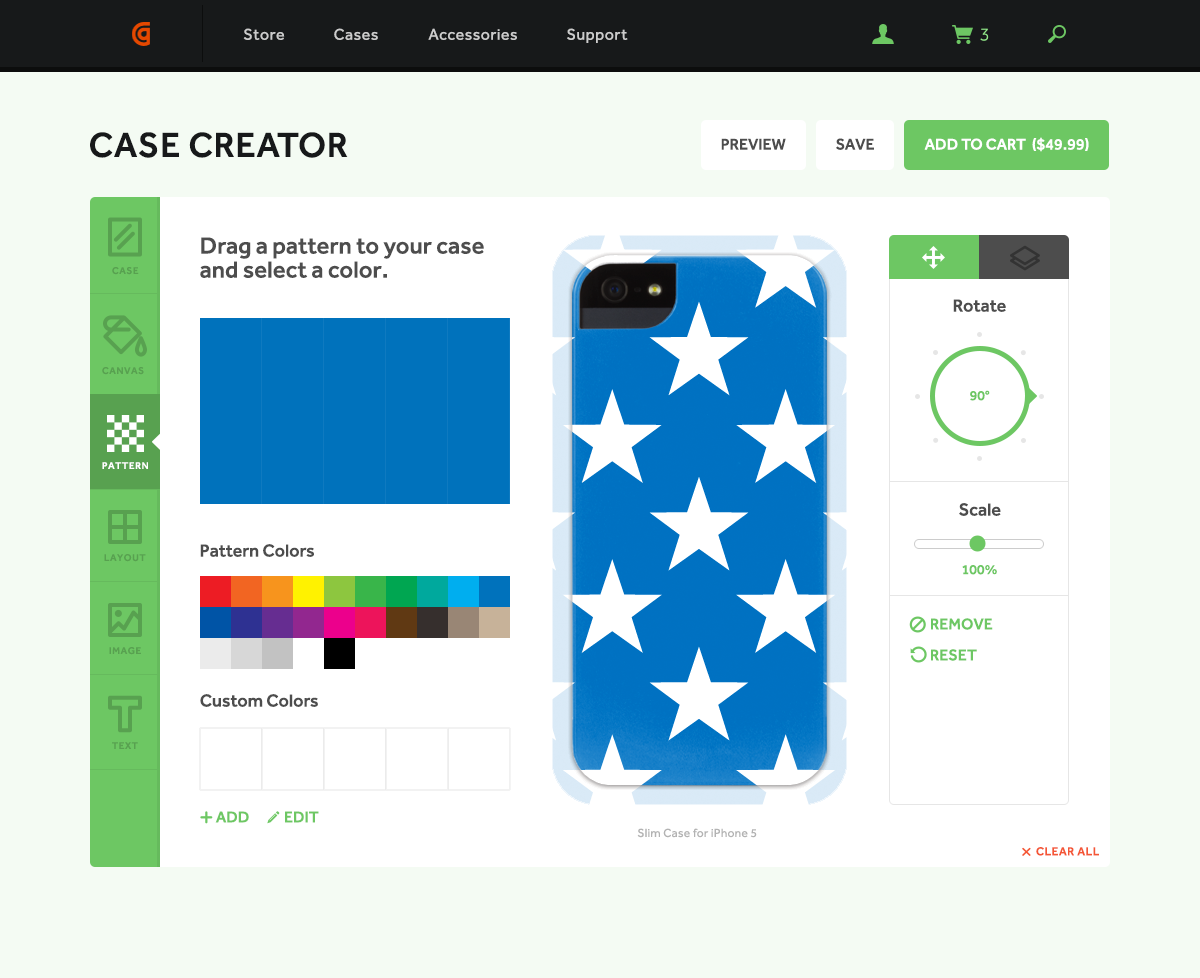 Store
Cases
Accessories
Support
3
CASE CREATOR
PREVIEW
SAVE
ADD TO CART ($49.99)
CASE
CANVAS
PATTERN
LAYOUT
IMAGE
TEXT
Drag a pattern to your case
and select a color.
Pattern Colors
Custom Colors
+ ADD
EDIT
Slim Case for iPhone 5
Rotate
90°
Scale
100%
REMOVE
RESET
CLEAR ALL